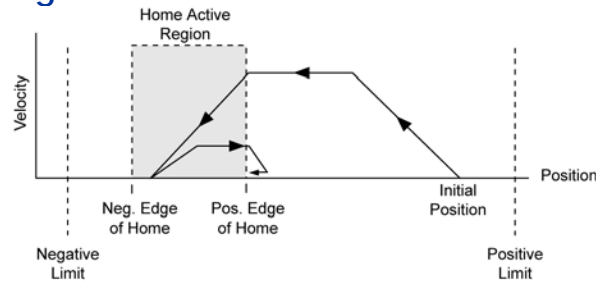 Home Active
Region
Velocity
Position
Initial
Position
Neg. Edge
of Home
Pos. Edge
of Home
Negative
Limit
Positive
Limit